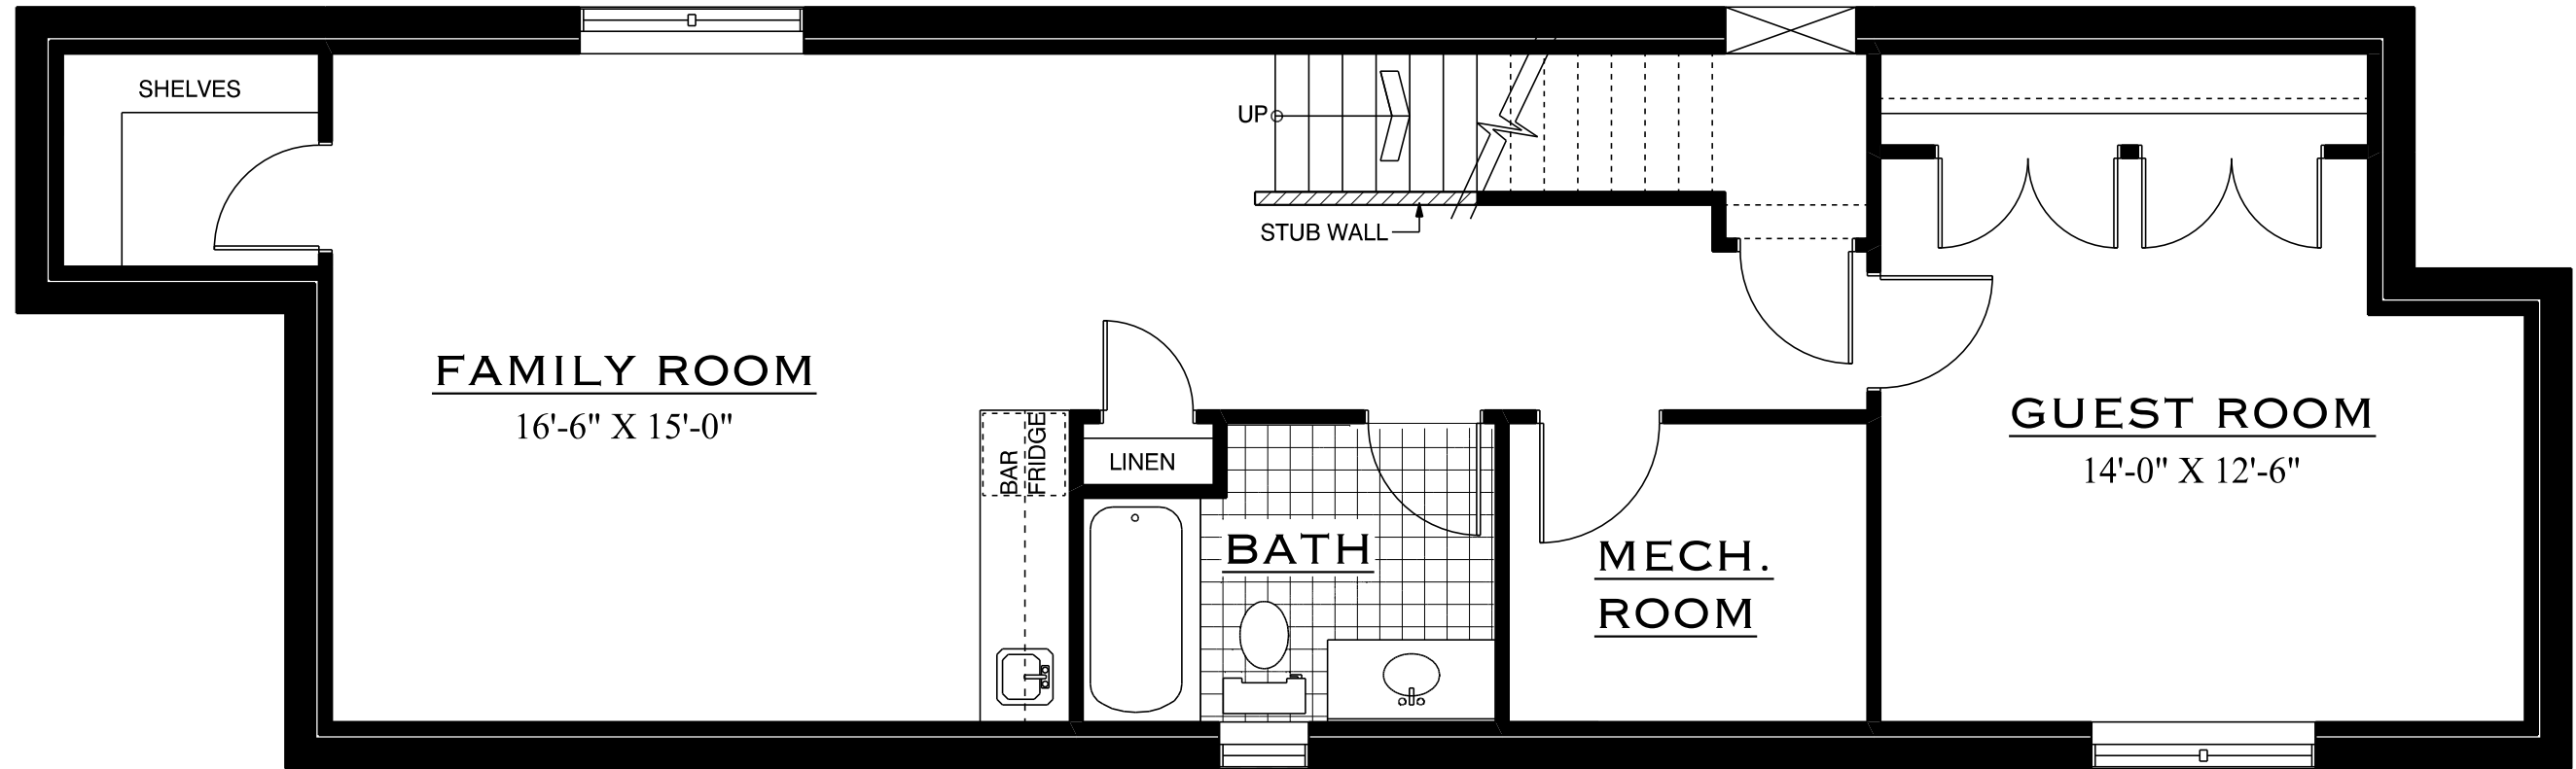 SHELVES
UP
STUB WALL
FAMILY ROOM
16'-6" X 15'-0"
BAR
FRIDGE
LINEN
BATH
MECH.
ROOM
GUEST ROOM
14'-0" X 12'-6"